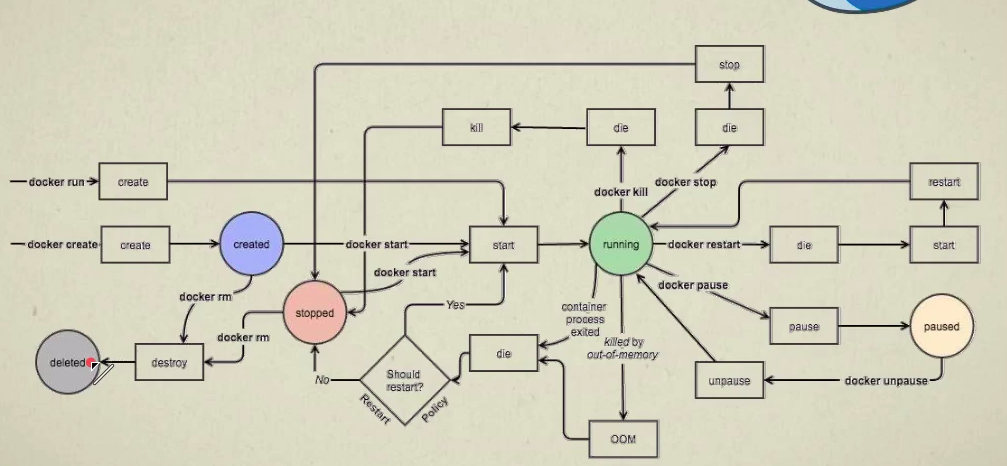 stop
kill
die
die
docker run
create
docker kill
docker stop
restart
docker create
create
created
docker start
start
running
docker restart
die
start
docker start
docker rm
docker pause
stopped
Yes
container
process
exited
pause
paused
docker rm
killed by
out-of-memory
deleted
destroy
die
Should
restart?
No
Restart
Policy
unpause
docker unpause
OOM